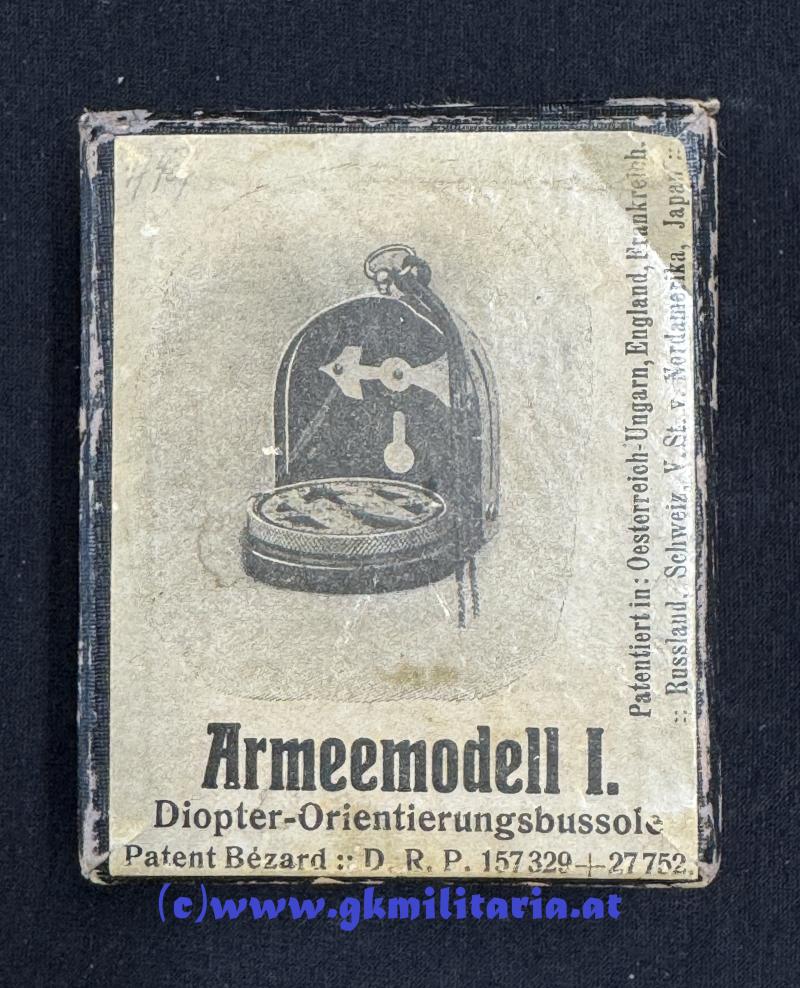 Patentiert in: Oesterreich-Ungarn, England, Frankreich.
:: Russland, Schweiz, V. St. v. Nordamerika, Japan ::
Armeemodell I.
Diopter-Orientierungsbussole
Patent Bézard :: D. R. P. 157329+27752.
(c)www.gkmilitaria.at